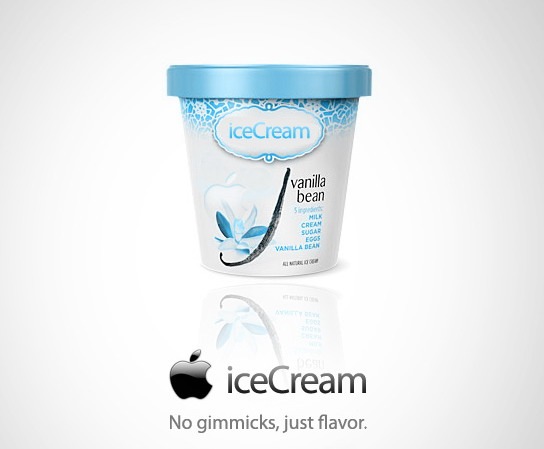 iceCream
vanilla
bean
5 ingredients:
MILK
CREAM
SUGAR
EGGS
VANILLA BEAN
ALL NATURAL ICE CREAM
iceCream
No gimmicks, just flavor.